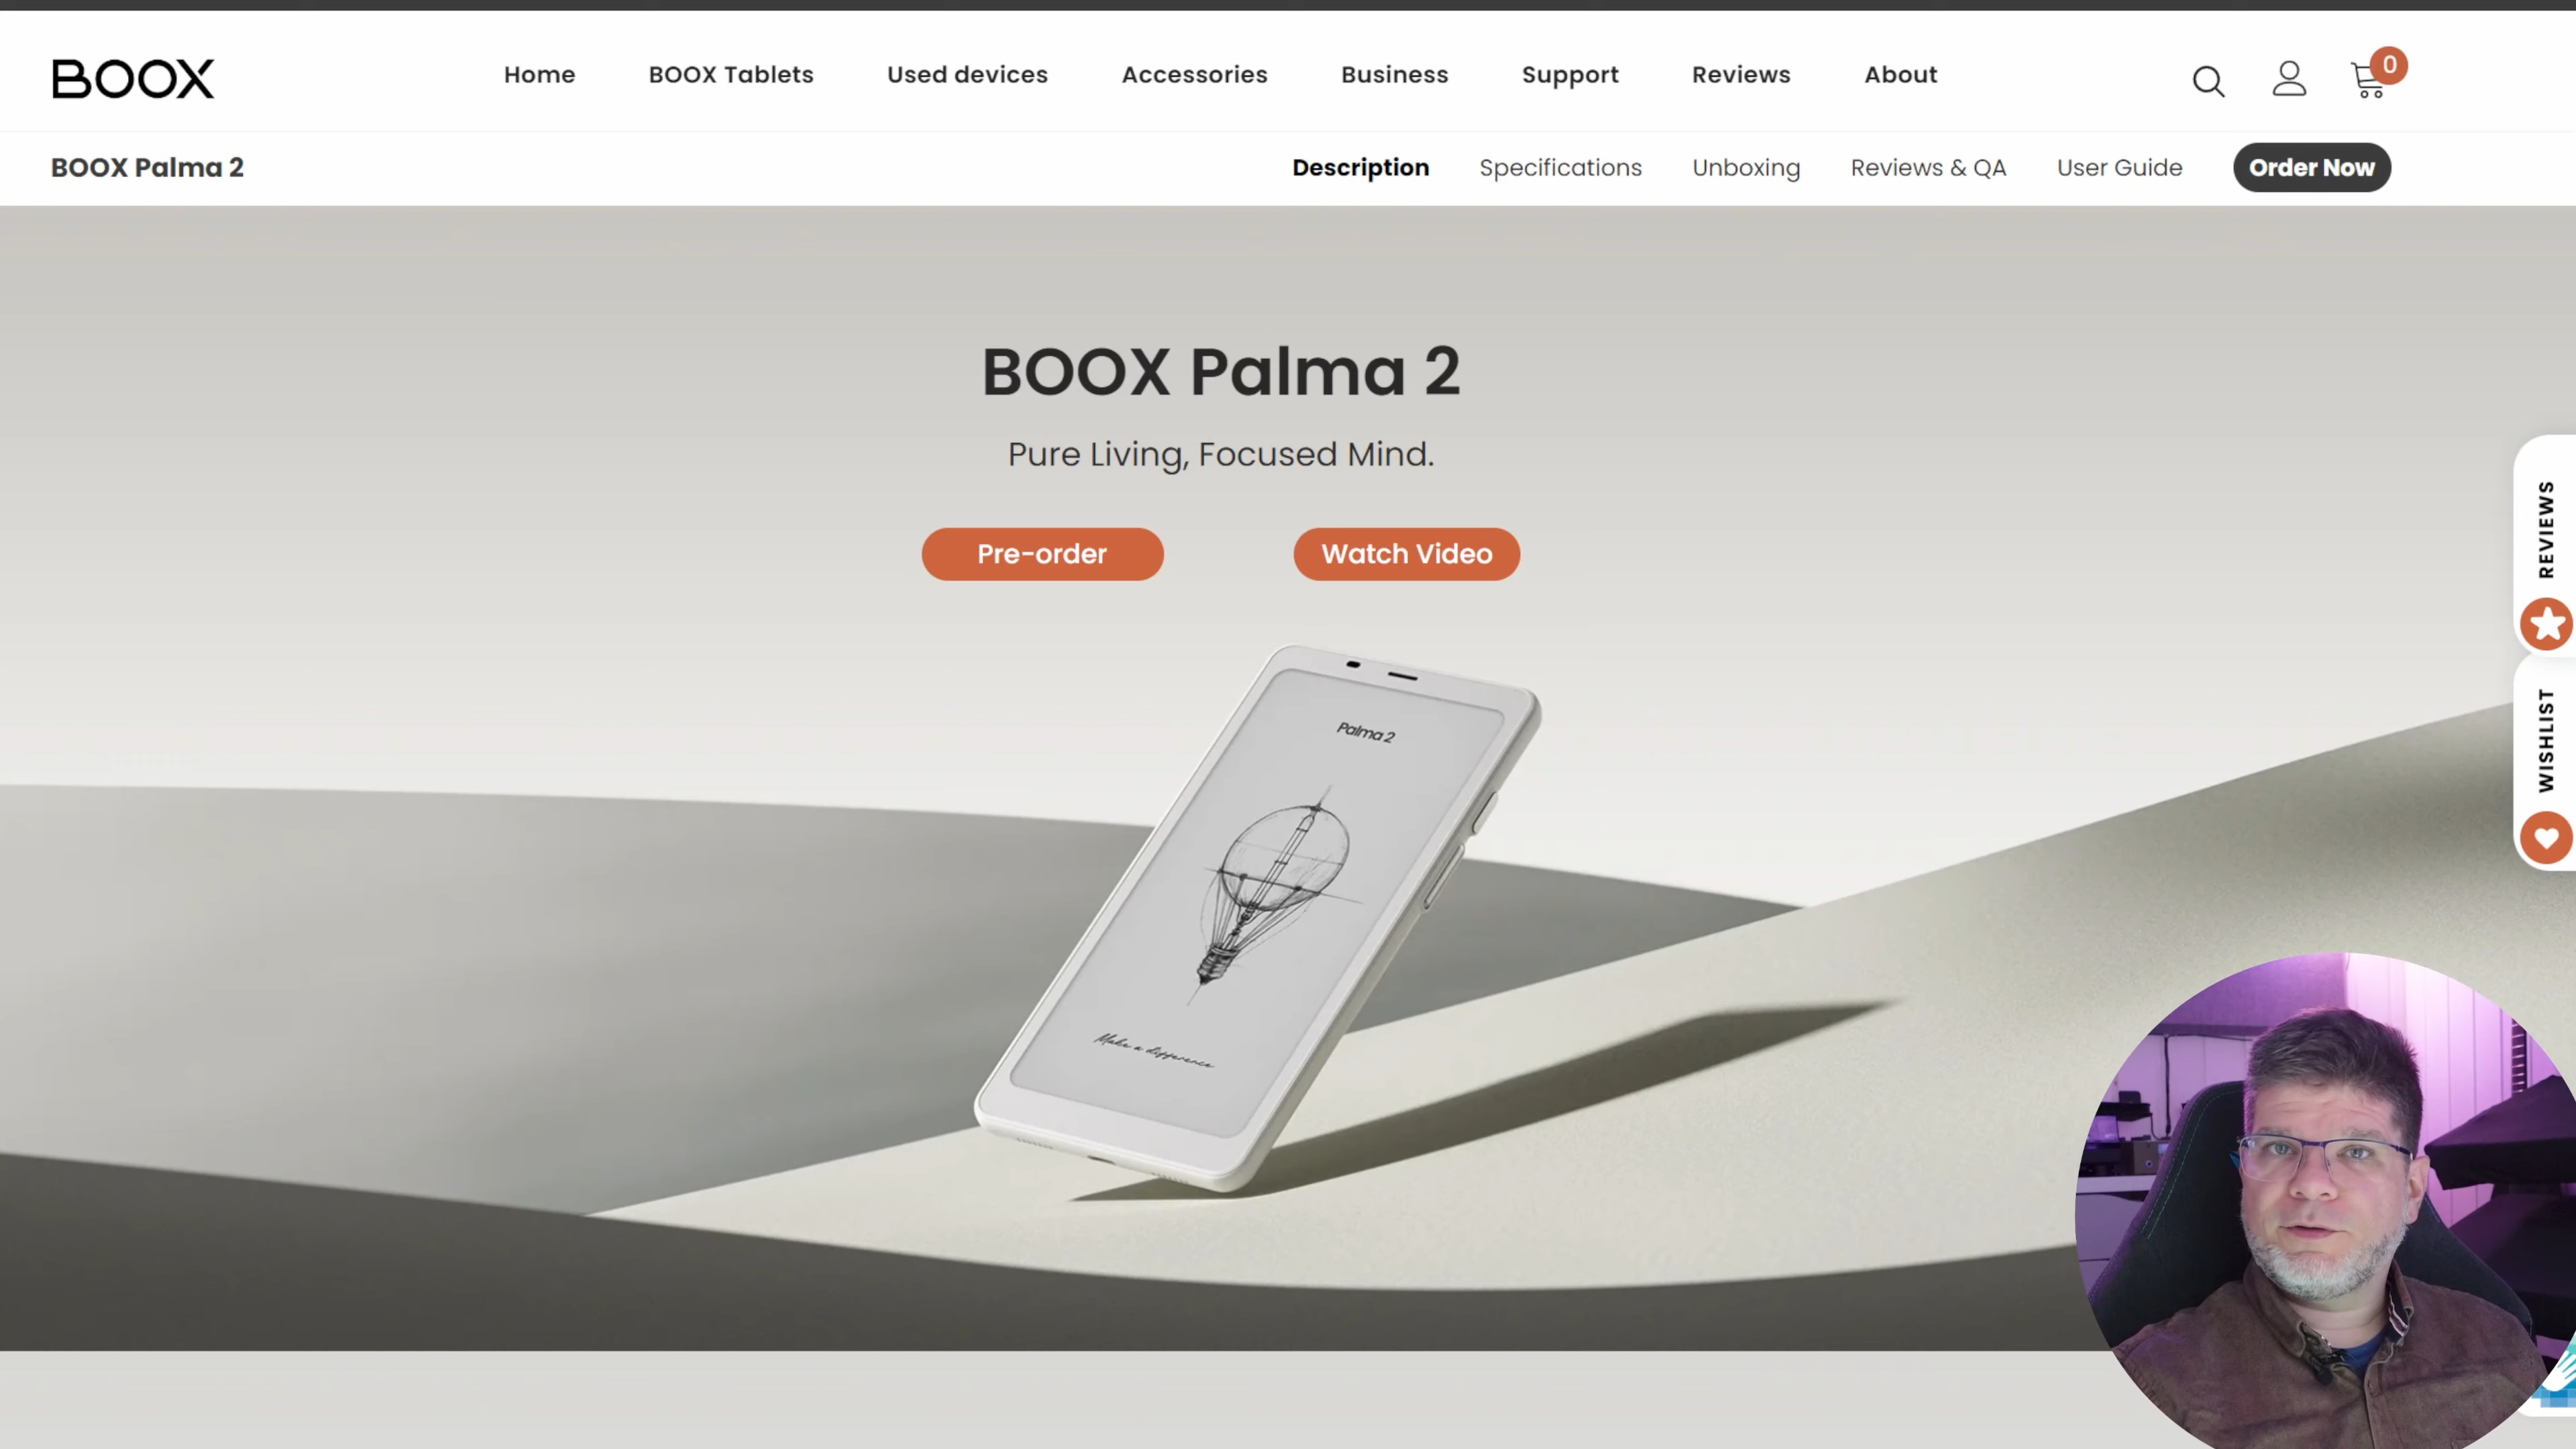 BOOX
Home BOOX Tablets Used devices Accessories Business Support Reviews About
0
BOOX Palma 2
Description Specifications Unboxing Reviews & QA User Guide Order Now
BOOX Palma 2
Pure Living, Focused Mind.
Pre-order Watch Video
REVIEWS
WISHLIST
Palma 2
Make a difference